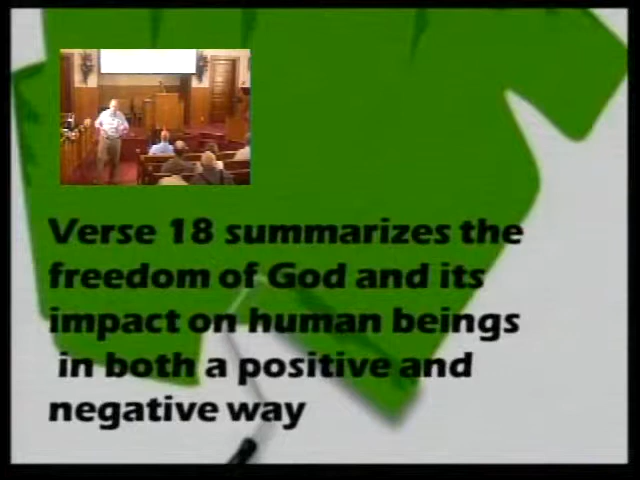 Verse 18 summarizes the
freedom of God and its
impact on human beings
in both a positive and
negative way